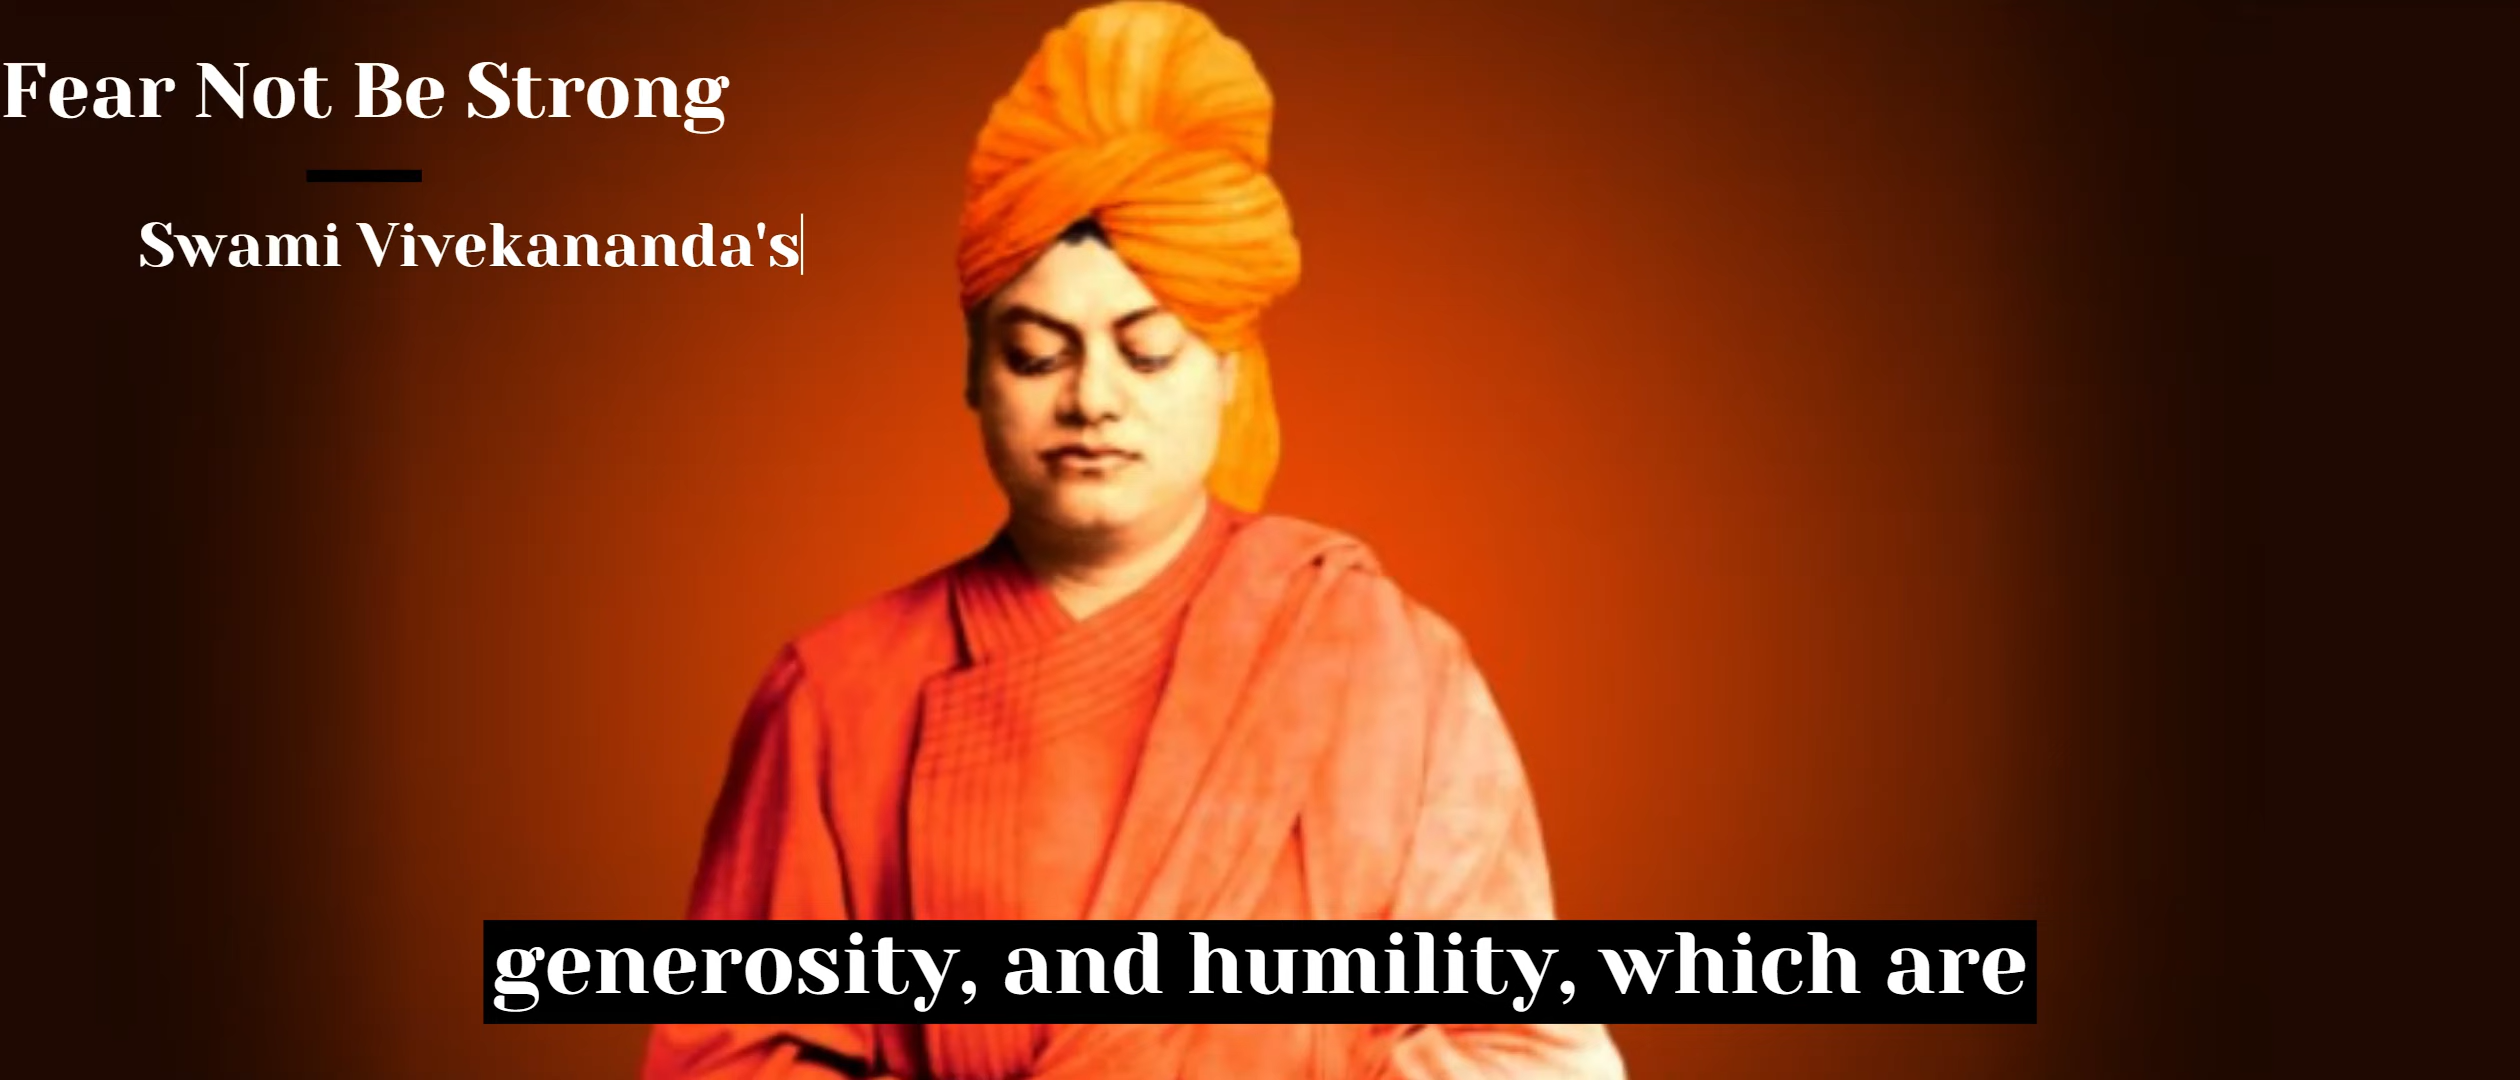 Fear Not Be Strong
Swami Vivekananda's
generosity, and humility, which are